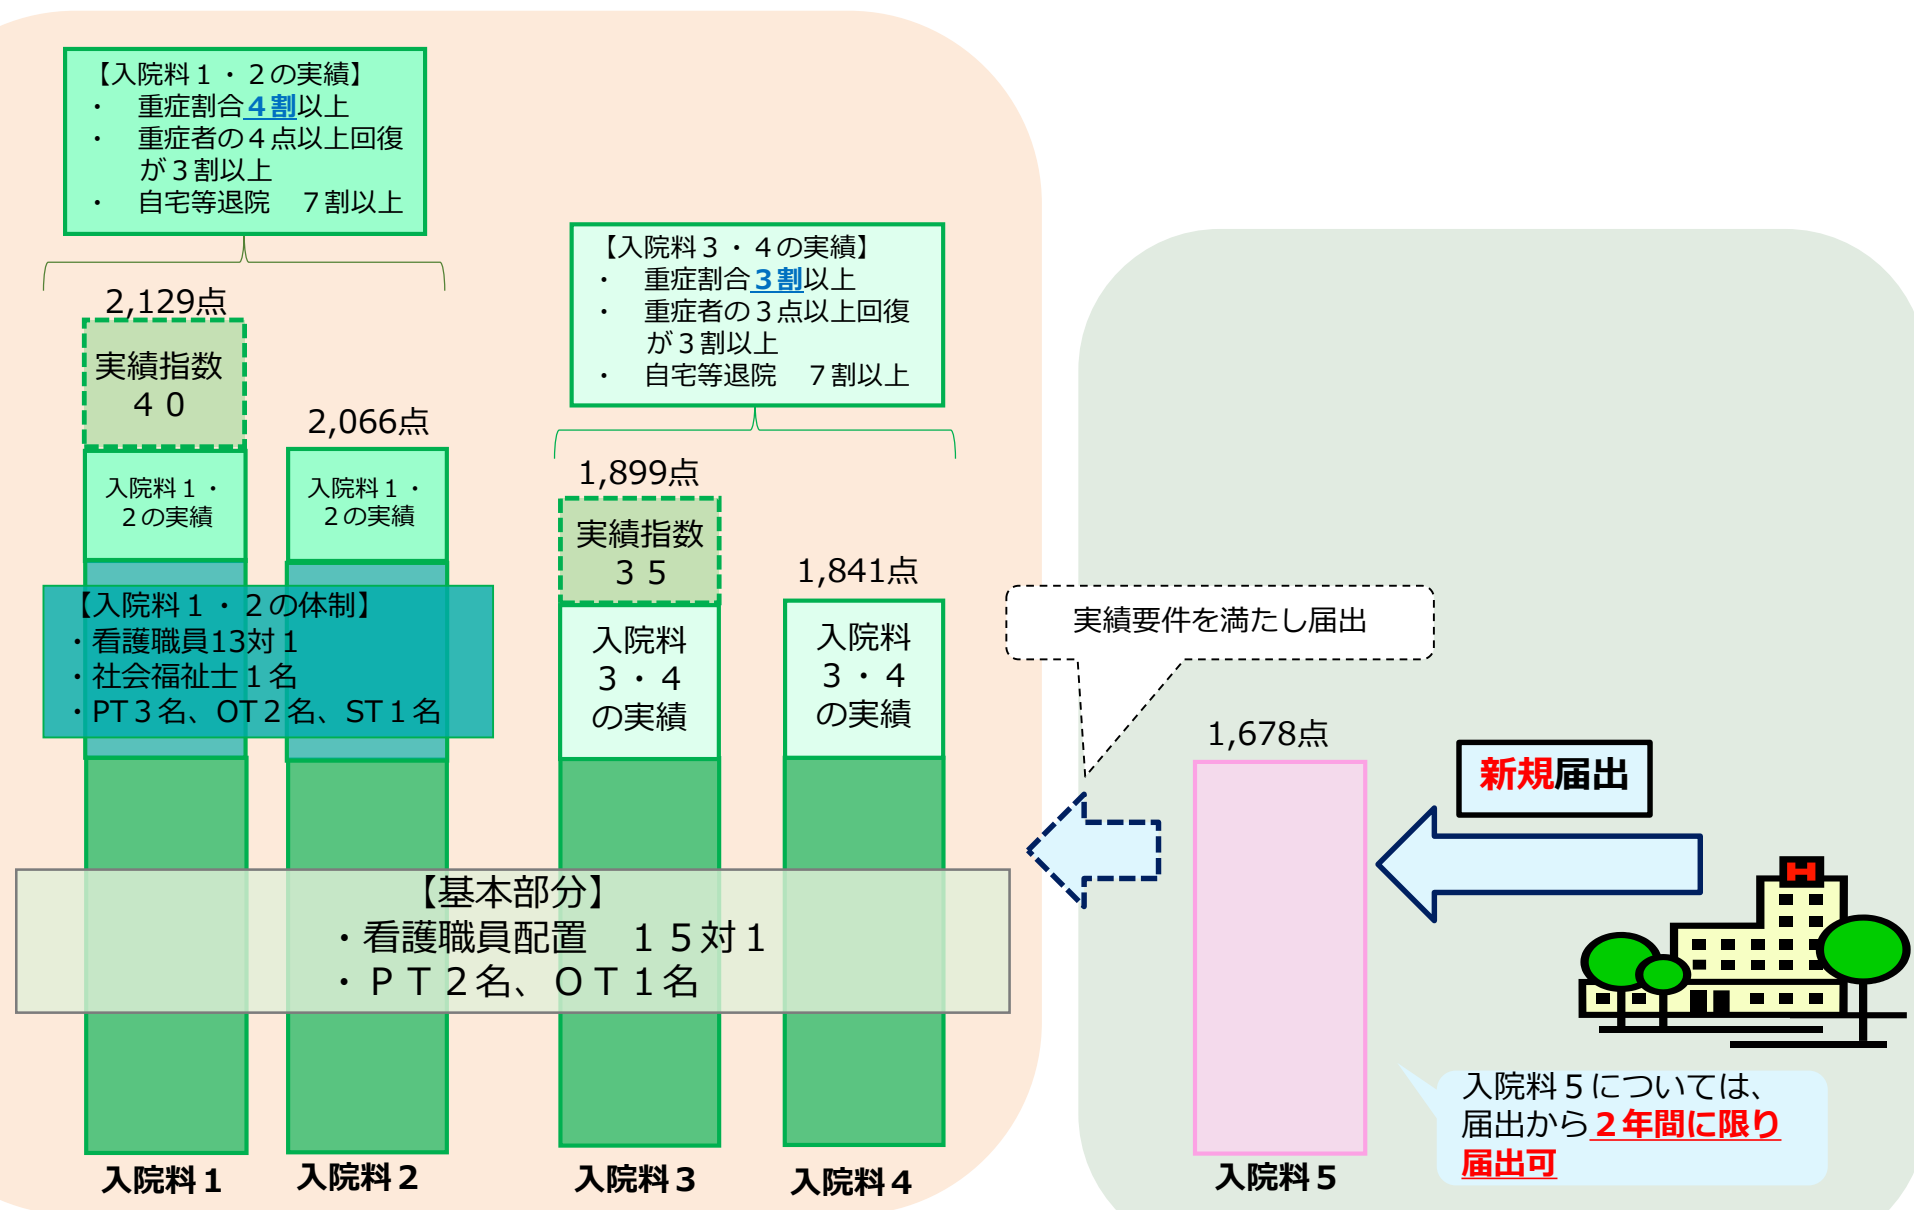 【入院料１・２の実績】
・　重症割合４割以上
・　重症者の４点以上回復
が３割以上
・　自宅等退院　７割以上
2,129点
実績指数
４０
入院料１・
２の実績
2,066点
入院料１・
２の実績
【入院料１・２の体制】
・看護職員13対１
・社会福祉士１名
・PT３名、OT２名、ST１名
【入院料３・４の実績】
・　重症割合３割以上
・　重症者の３点以上回復
が３割以上
・　自宅等退院　７割以上
1,899点
実績指数
３５
入院料
３・４
の実績
1,841点
入院料
３・４
の実績
【基本部分】
・看護職員配置　１５対１
・ＰＴ２名、ＯＴ１名
入院料１
入院料２
入院料３
入院料４
実績要件を満たし届出
1,678点
入院料５
新規届出
H
入院料５については、
届出から２年間に限り
届出可